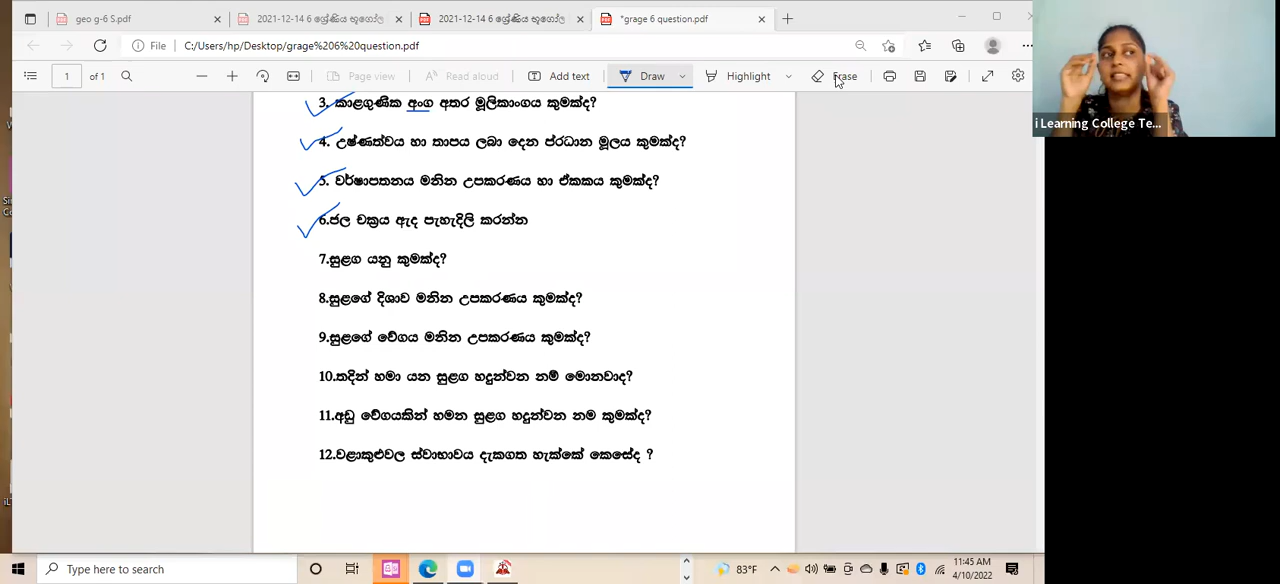 geo g-6 S.pdf
2021-12-14 6 ශ්‍රේණිය භූගෝල
2021-12-14 6 ශ්‍රේණිය භූගෝල
*grage 6 question.pdf
File
C:/Users/hp/Desktop/grage%206%20question.pdf
1 of 1
Page view
Read aloud
Add text
Draw
Highlight
Erase
3. කාළගුණික අංග අතර මූලිකාංගය කුමක්ද?
4. උෂ්ණත්වය හා තාපය ලබා දෙන ප්රධාන මූලය කුමක්ද?
5. වර්ෂාපතනය මනින උපකරණය හා ඒකකය කුමක්ද?
6.ජල චක්‍රය ඇද පැහැදිලි කරන්න
7.සුළග යනු කුමක්ද?
8.සුළගේ දිශාව මනින උපකරණය කුමක්ද?
9.සුළගේ වේගය මනින උපකරණය කුමක්ද?
10.තදින් හමා යන සුළග හදුන්වන නම් මොනවාද?
11.අඩු වේගයකින් හමන සුළග හදුන්වන නම කුමක්ද?
12.වළාකුළුවල ස්වාභාවය දැකගත හැක්කේ කෙසේද ?
i Learning College Te...
Type here to search
83°F
11:45 AM
4/10/2022